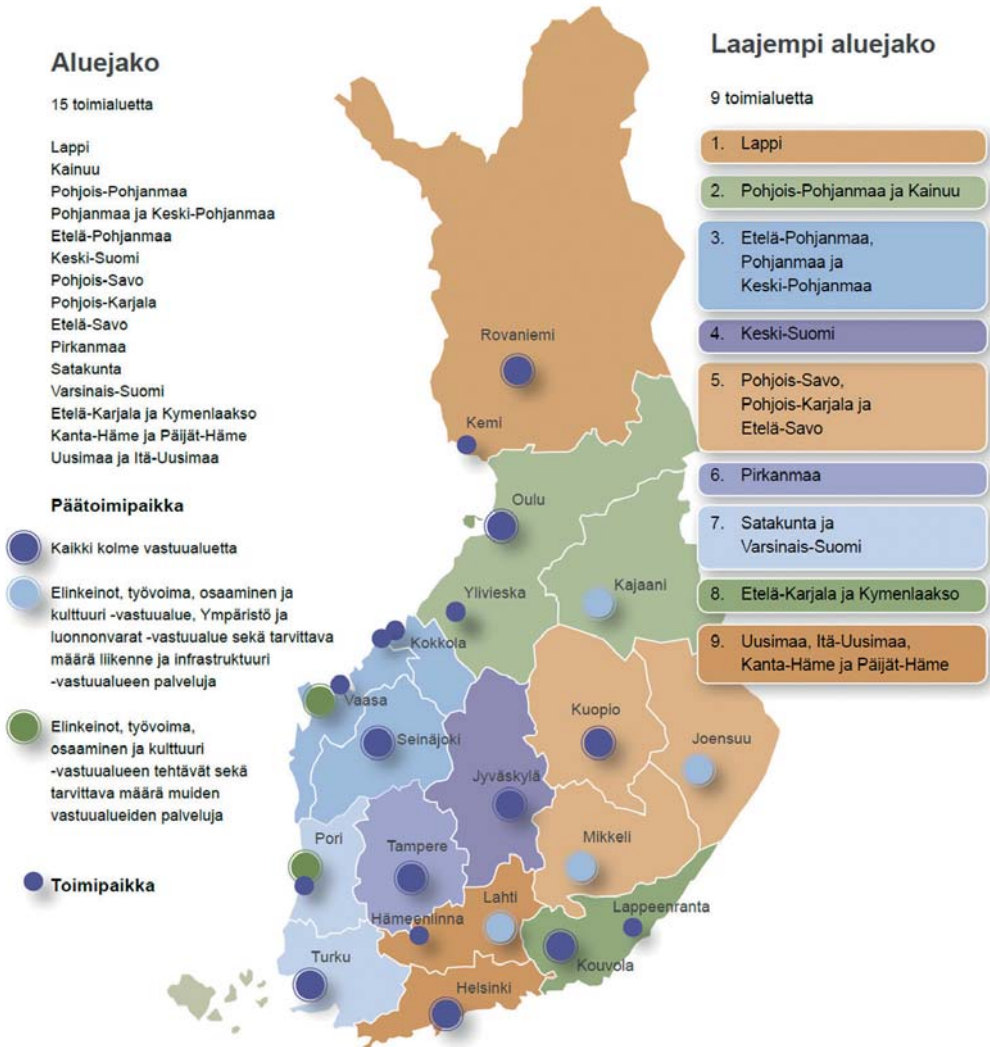 Aluejako
15 toimialuetta
Lappi
Kainuu
Pohjois-Pohjanmaa
Pohjanmaa ja Keski-Pohjanmaa
Etelä-Pohjanmaa
Keski-Suomi
Pohjois-Savo
Pohjois-Karjala
Etelä-Savo
Pirkanmaa
Satakunta
Varsinais-Suomi
Etelä-Karjala ja Kymenlaakso
Kanta-Häme ja Päijät-Häme
Uusimaa ja Itä-Uusimaa
Päätoimipaikka
Kaikki kolme vastuualuetta
Elinkeinot, työvoima, osaaminen ja
kulttuuri -vastuualue, Ympäristö ja
luonnonvarat -vastuualue sekä tarvittava
määrä liikenne ja infrastruktuuri
-vastuualueen palveluja
Elinkeinot, työvoima,
osaaminen ja kulttuuri
-vastuualueen tehtävät sekä
tarvittava määrä muiden
vastuualueiden palveluja
Toimipaikka
Rovaniemi
Kemi
Oulu
Ylivieska
Kajaani
Kokkola
Vaasa
Seinäjoki
Kuopio
Joensuu
Jyväskylä
Pori
Tampere
Mikkeli
Lahti
Hämeenlinna
Lappeenranta
Turku
Kouvola
Helsinki
Laajempi aluejako
9 toimialuetta
1. Lappi
2. Pohjois-Pohjanmaa ja Kainuu
3. Etelä-Pohjanmaa,
Pohjanmaa ja
Keski-Pohjanmaa
4. Keski-Suomi
5. Pohjois-Savo,
Pohjois-Karjala ja
Etelä-Savo
6. Pirkanmaa
7. Satakunta ja
Varsinais-Suomi
8. Etelä-Karjala ja Kymenlaakso
9. Uusimaa, Itä-Uusimaa,
Kanta-Häme ja Päijät-Häme